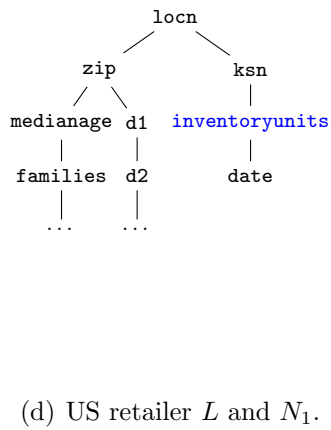 locn
zip ksn
medianage d1 inventoryunits
families d2 date
... ...
(d) US retailer L and N₁.